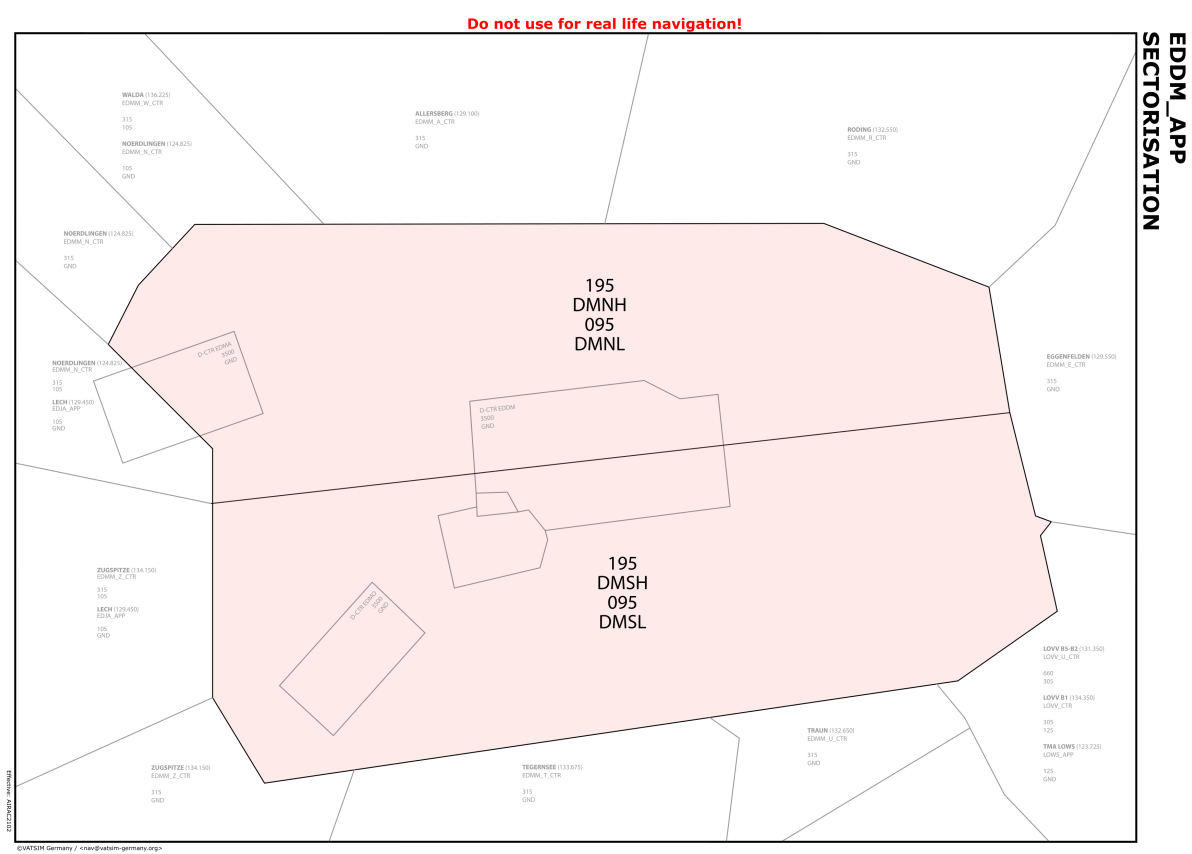 Do not use for real life navigation!
EDDM_APP
SECTORISATION
WALDA (136.225)
EDMM_W_CTR
315
105
NOERDLINGEN (124.825)
EDMM_N_CTR
105
GND
ALLERSBERG (129.100)
EDMM_A_CTR
315
GND
RODING (132.550)
EDMM_R_CTR
315
GND
NOERDLINGEN (124.825)
EDMM_N_CTR
315
GND
195
DMNH
095
DMNL
D-CTR EDMA
3500
GND
NOERDLINGEN (124.825)
EDMM_N_CTR
315
105
LECH (129.450)
EDJA_APP
105
GND
EGGENFELDEN (129.550)
EDMM_E_CTR
315
GND
D-CTR EDDM
3500
GND
195
DMSH
095
DMSL
ZUGSPITZE (134.150)
EDMM_Z_CTR
315
105
LECH (129.450)
EDJA_APP
105
GND
D-CTR EDMO
3500
GND
LOVV B5-B2 (131.350)
LOVV_U_CTR
660
305
LOVV B1 (134.350)
LOVV_CTR
305
125
TMA LOWS (123.725)
LOWS_APP
125
GND
TRAUN (132.650)
EDMM_U_CTR
315
GND
ZUGSPITZE (134.150)
EDMM_Z_CTR
315
GND
TEGERNSEE (133.675)
EDMM_T_CTR
315
GND
Effective: AIRAC2102
©VATSIM Germany / <nav@vatsim-germany.org>